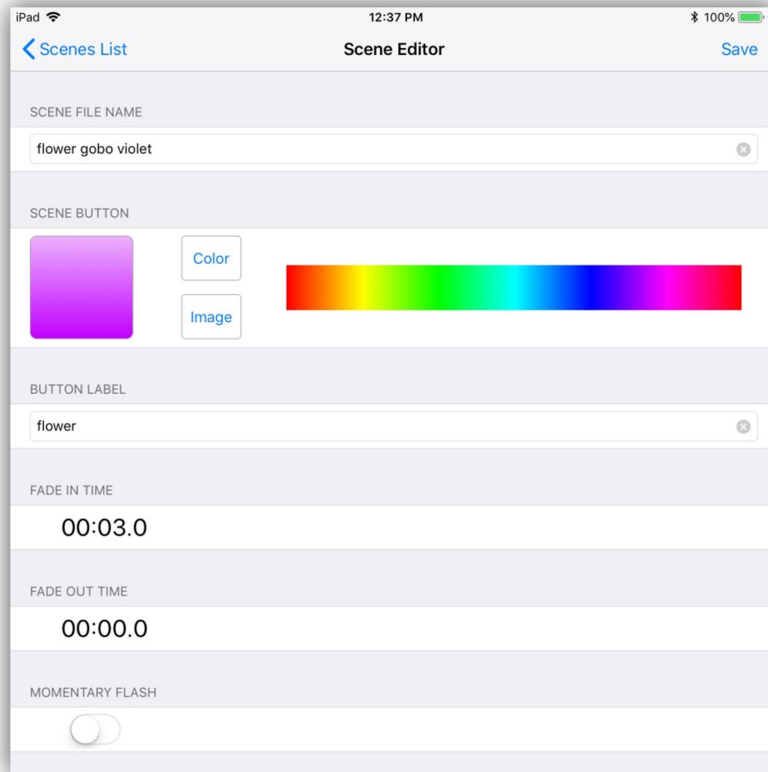 iPad 12:37 PM 100%
Scenes List Scene Editor Save
SCENE FILE NAME
flower gobo violet
SCENE BUTTON
Color
Image
BUTTON LABEL
flower
FADE IN TIME
00:03.0
FADE OUT TIME
00:00.0
MOMENTARY FLASH